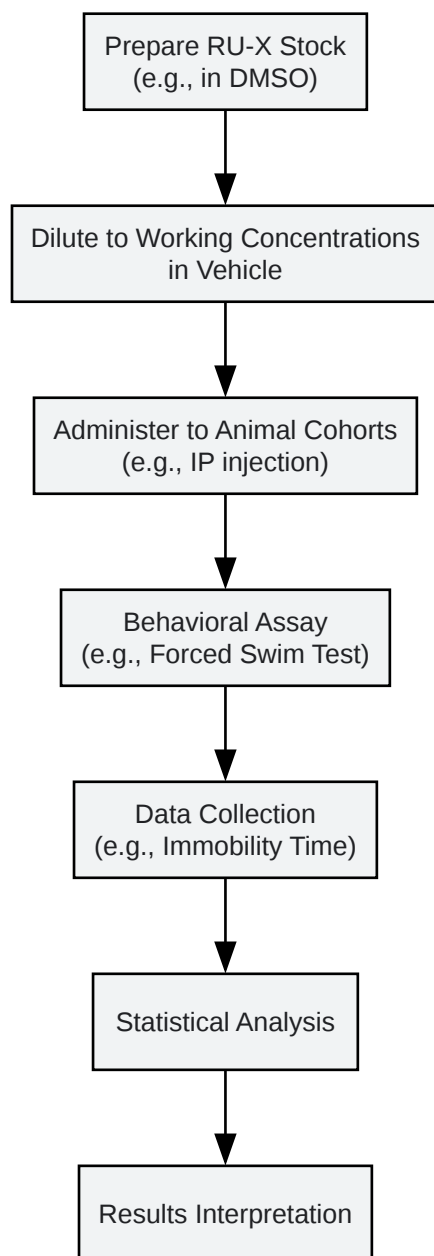 Prepare RU-X Stock
(e.g., in DMSO)
Dilute to Working Concentrations
in Vehicle
Administer to Animal Cohorts
(e.g., IP injection)
Behavioral Assay
(e.g., Forced Swim Test)
Data Collection
(e.g., Immobility Time)
Statistical Analysis
Results Interpretation